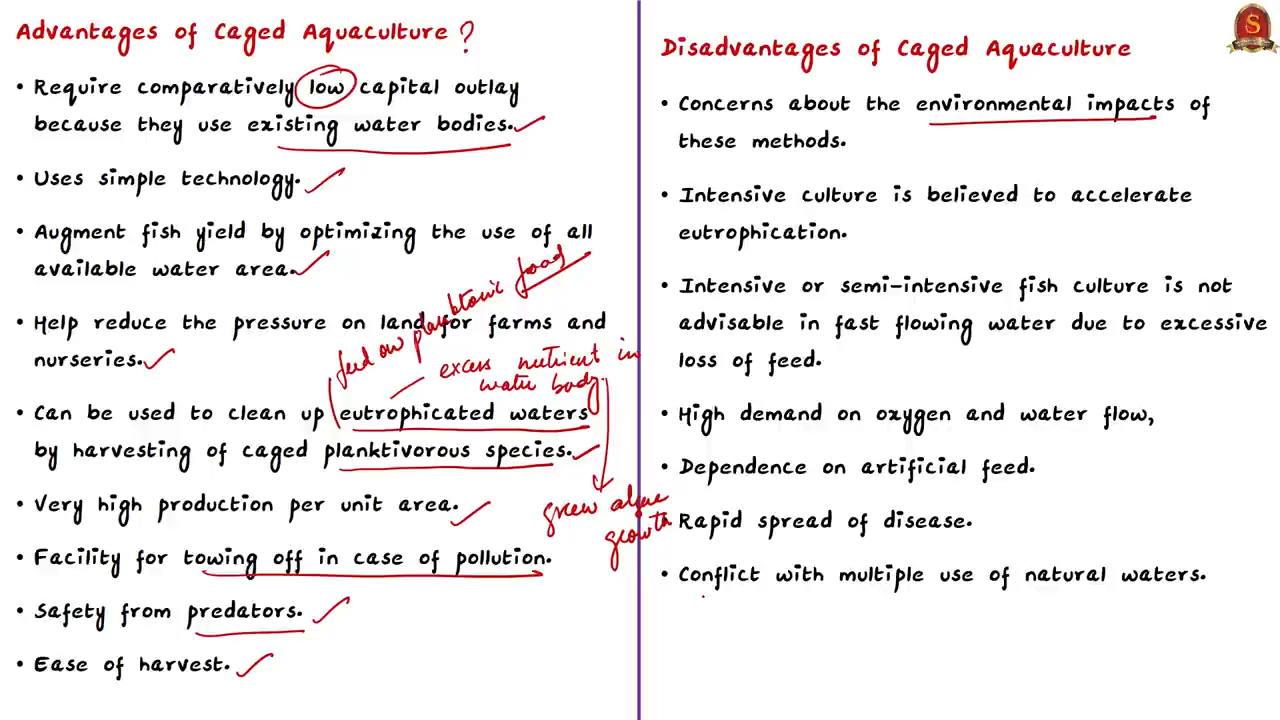 Advantages of Caged Aquaculture ?
• Require comparatively low capital outlay
because they use existing water bodies.
• Uses simple technology.
• Augment fish yield by optimizing the use of all
available water area.
• Help reduce the pressure on land for farms and
nurseries.
feed on planktonic food
excess nutrient in
water body
• Can be used to clean up eutrophicated waters
by harvesting of caged planktivorous species.
• Very high production per unit area.
green algae
growth
• Facility for towing off in case of pollution.
• Safety from predators.
• Ease of harvest.
Disadvantages of Caged Aquaculture
• Concerns about the environmental impacts of
these methods.
• Intensive culture is believed to accelerate
eutrophication.
• Intensive or semi-intensive fish culture is not
advisable in fast flowing water due to excessive
loss of feed.
• High demand on oxygen and water flow,
• Dependence on artificial feed.
• Rapid spread of disease.
• Conflict with multiple use of natural waters.
S